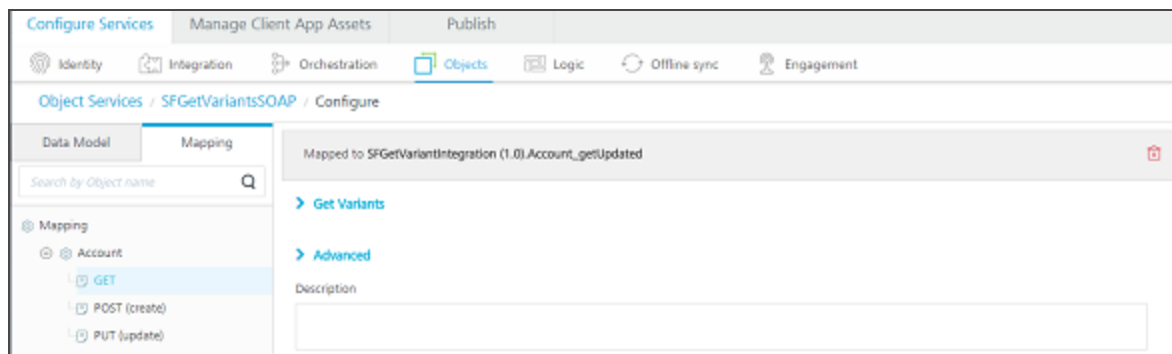 Configure Services Manage Client App Assets Publish
Identity Integration Orchestration Objects Logic Offline sync Engagement
Object Services / SFGetVariantsSOAP / Configure
Data Model Mapping
Mapped to SFGetVariantIntegration (1.0).Account_getUpdated
Search by Object name
Get Variants
Mapping
Account
Advanced
GET
Description
POST (create)
PUT (update)